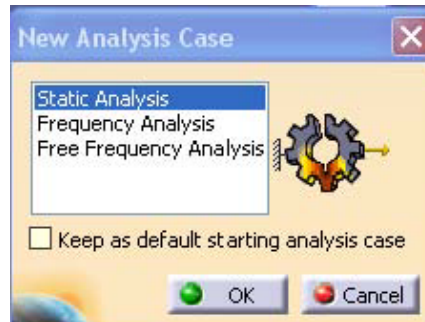 New Analysis Case
Static Analysis
Frequency Analysis
Free Frequency Analysis
Keep as default starting analysis case
OK
Cancel